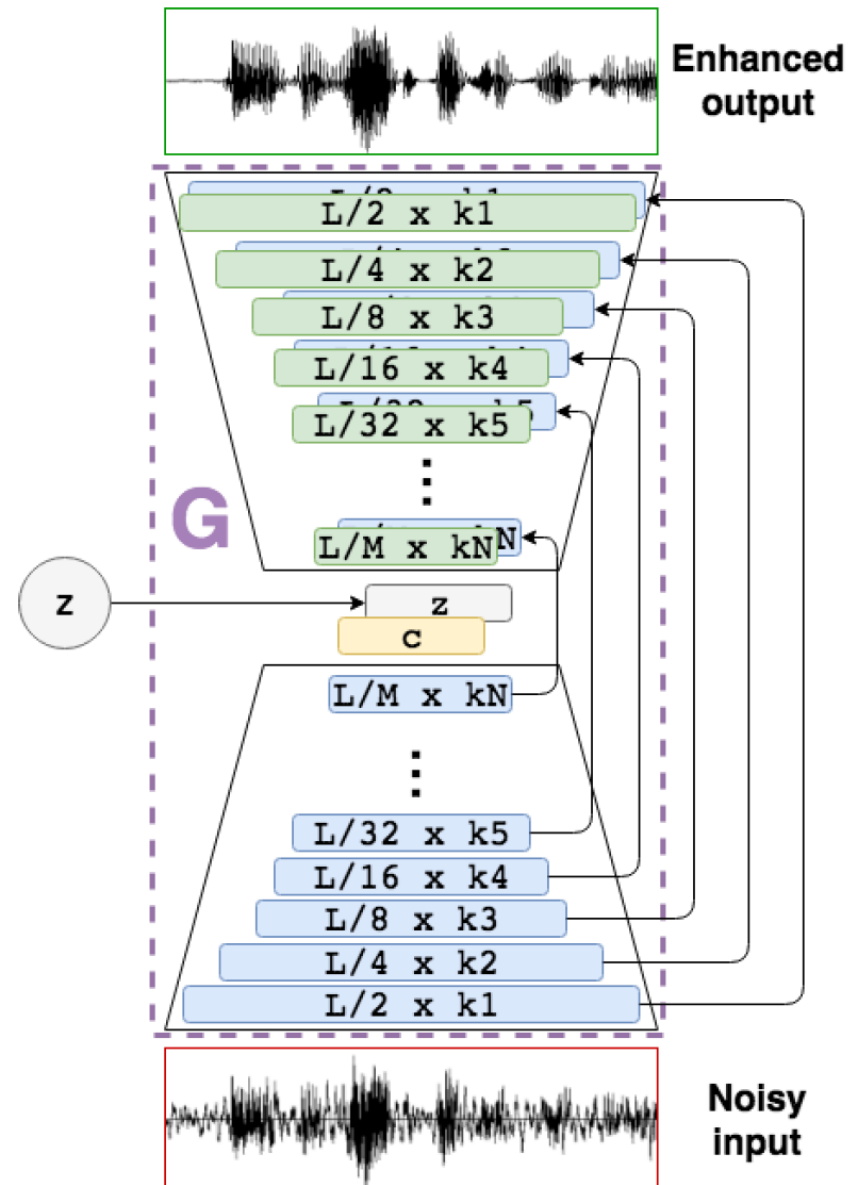 Enhanced
output
L/2 x k1
L/4 x k2
L/8 x k3
L/16 x k4
L/32 x k5
L/M x kN
G
z
z
c
L/M x kN
L/32 x k5
L/16 x k4
L/8 x k3
L/4 x k2
L/2 x k1
Noisy
input